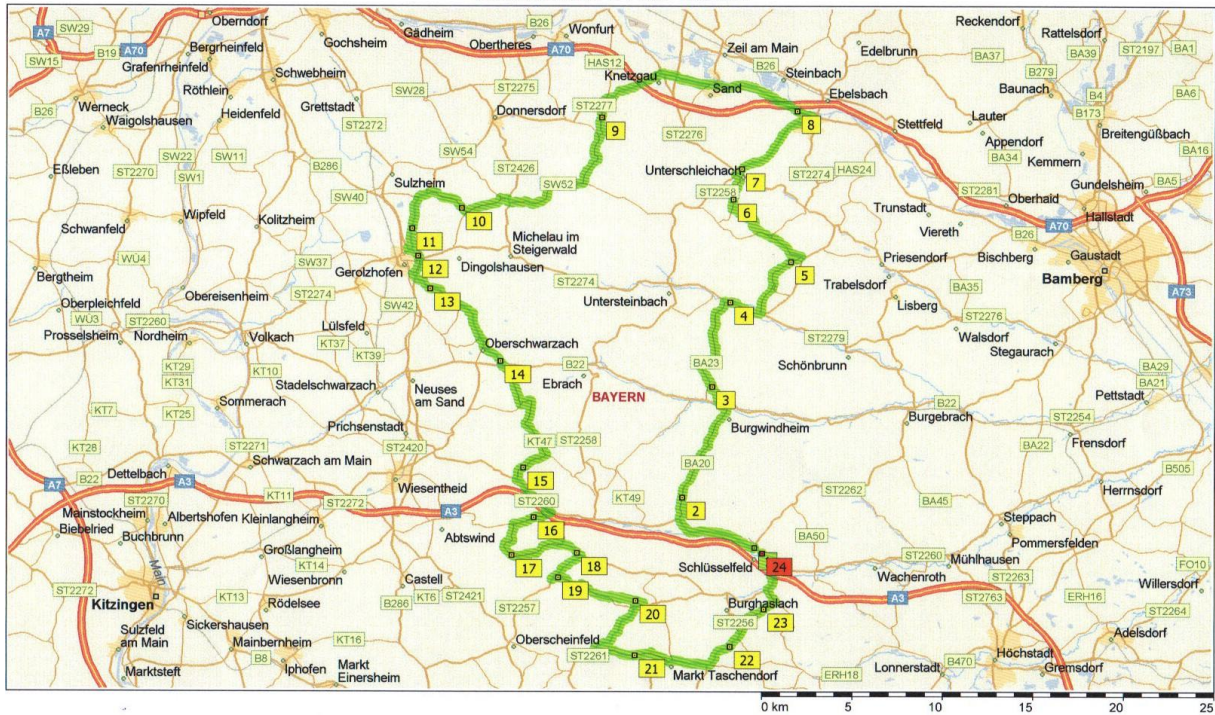 A7
SW29
Oberndorf
Gädheim
B26
Wonfurt
Reckendorf
Rattelsdorf
SW15
B19
A70
Bergrheinfeld
Gochsheim
Obertheres
A70
Zeil am Main
Edelbrunn
BA37
BA39
ST2197
BA1
Grafenrheinfeld
Schwebheim
HAS12
B26
Steinbach
B279
Knetzgau
Röthlein
Grettstadt
SW28
ST2275
Sand
Ebelsbach
Baunach
B4
BA6
Werneck
Donnersdorf
ST2277
B26
Waigolshausen
Heidenfeld
ST2272
9
8
Lauter
B173
Stettfeld
Appendorf
Breitengüßbach
SW54
ST2276
Eßleben
SW22
SW11
B286
ST2426
Unterschleichach
ST2274
HAS24
BA34
Kemmern
BA16
ST2270
SW1
Sulzheim
SW52
7
Gundelsheim
BA5
SW40
ST2258
ST2281
Oberhaid
Schwanfeld
Wipfeld
Kolitzheim
10
6
Trunstadt
Hallstadt
A70
11
Michelau im
Steigerwald
Viereth
B26
WÜ4
SW37
12
Dingolshausen
5
Bischberg
Gaustadt
Bergtheim
Gerolzhofen
Priesendorf
Bamberg
ST2274
ST2274
Trabelsdorf
BA35
A73
Oberpleichfeld
Obereisenheim
SW42
13
Untersteinbach
Lisberg
WÜ3
ST2260
Lülsfeld
4
ST2276
Prosselsheim
Nordheim
Volkach
KT37
Oberschwarzach
ST2279
Walsdorf
Stegaurach
KT39
B22
BA23
Schönbrunn
KT29
KT10
14
BA29
KT31
Stadelschwarzach
Neuses
am Sand
Ebrach
3
BA21
BAYERN
Pettstadt
KT7
KT25
Sommerach
B22
Burgwindheim
Burgebrach
ST2254
Prichsenstadt
KT28
ST2271
ST2420
KT47
ST2258
BA22
Frensdorf
Dettelbach
Schwarzach am Main
BA20
B505
A7
B22
A3
15
Wiesentheid
Herrnsdorf
KT11
ST2272
ST2262
BA45
ST2270
ST2260
KT49
2
Mainstockheim
Albertshofen
Kleinlangheim
A3
16
Steppach
Biebelried
Buchbrunn
Abtswind
BA50
Pommersfelden
Großlangheim
17
18
Schlüsselfeld
24
ST2260
Mühlhausen
KT14
Wachenroth
FO10
ST2272
Main
Wiesenbronn
Castell
19
ST2263
Willersdorf
Kitzingen
KT13
Rödelsee
B286
KT6
ST2421
ST2257
20
Burghaslach
A3
ST2763
ERH16
ST2264
Sickershausen
ST2256
23
Sulzfeld
am Main
Mainbernheim
KT16
Oberscheinfeld
Adelsdorf
B8
ST2261
22
Höchstadt
Iphofen
Markt
Einersheim
21
Marktsteft
Markt Taschendorf
Lonnerstadt
B470
Gremsdorf
ERH18
0 km 5 10 15 20 25